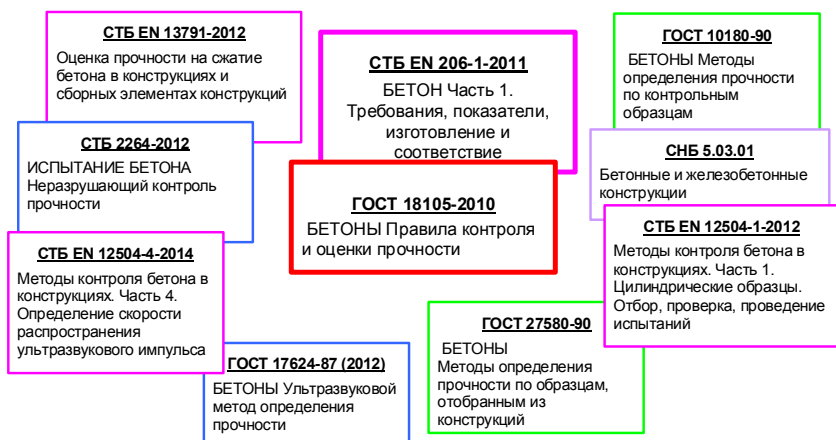 СТБ EN 13791-2012
Оценка прочности на сжатие
бетона в конструкциях и
сборных элементах конструкций
СТБ EN 206-1-2011
БЕТОН Часть 1.
Требования, показатели,
изготовление и
соответствие
ГОСТ 10180-90
БЕТОНЫ Методы
определения прочности
по контрольным
образцам
СТБ 2264-2012
ИСПЫТАНИЕ БЕТОНА
Неразрушающий контроль
прочности
ГОСТ 18105-2010
БЕТОНЫ Правила контроля
и оценки прочности
СНБ 5.03.01
Бетонные и железобетонные
конструкции
СТБ EN 12504-4-2014
Методы контроля бетона в
конструкциях. Часть 4.
Определение скорости
распространения
ультразвукового импульса
СТБ EN 12504-1-2012
Методы контроля бетона в
конструкциях. Часть 1.
Цилиндрические образцы.
Отбор, проверка, проведение
испытаний
ГОСТ 17624-87 (2012)
БЕТОНЫ Ультразвуковой
метод определения
прочности
ГОСТ 27580-90
БЕТОНЫ
Методы определения
прочности по образцам,
отобранным из
конструкций